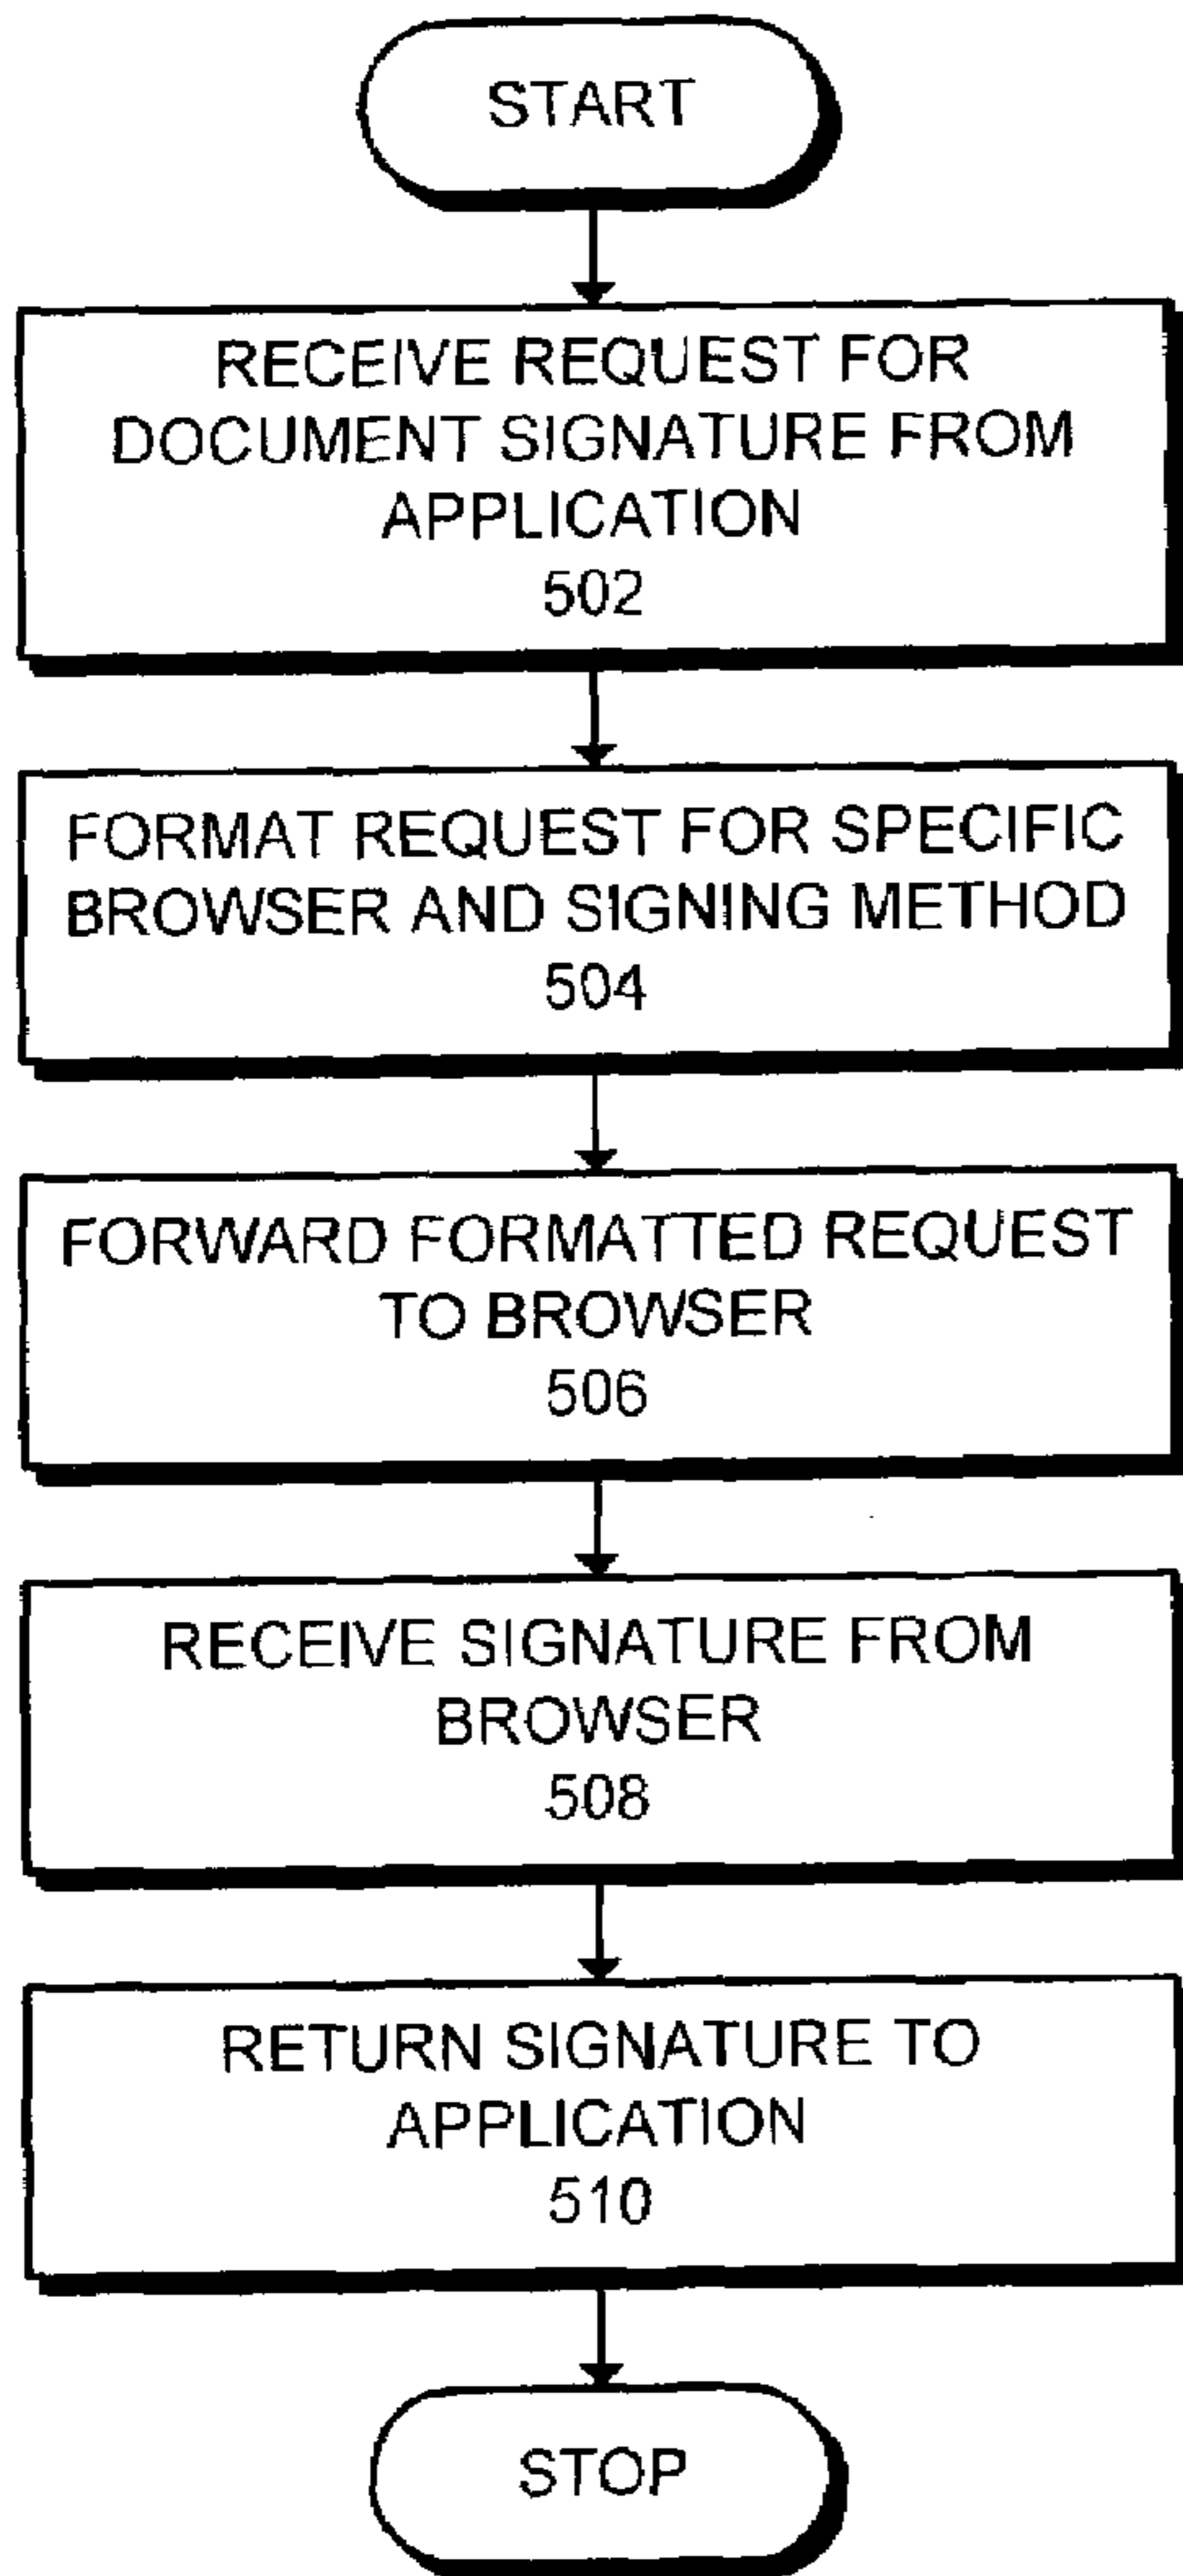 START
RECEIVE REQUEST FOR
DOCUMENT SIGNATURE FROM
APPLICATION
502
FORMAT REQUEST FOR SPECIFIC
BROWSER AND SIGNING METHOD
504
FORWARD FORMATTED REQUEST
TO BROWSER
506
RECEIVE SIGNATURE FROM
BROWSER
508
RETURN SIGNATURE TO
APPLICATION
510
STOP